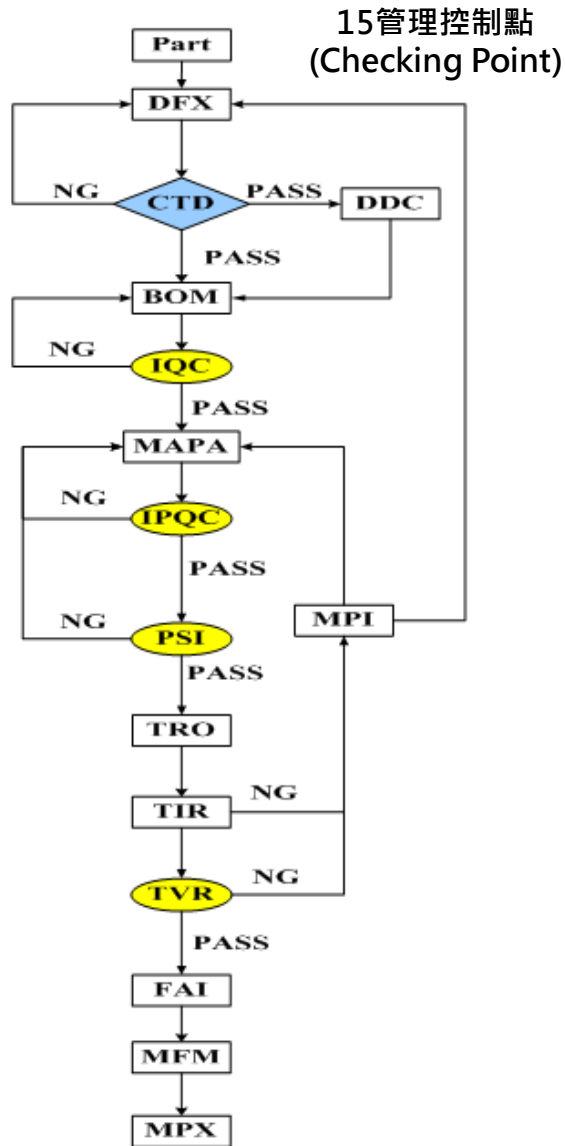 15管理控制點
(Checking Point)
Part
DFX
NG
CTD
PASS
DDC
PASS
BOM
NG
IQC
PASS
MAPA
NG
IPQC
PASS
NG
PSI
MPI
PASS
TRO
TIR
NG
TVR
NG
PASS
FAI
MFM
MPX